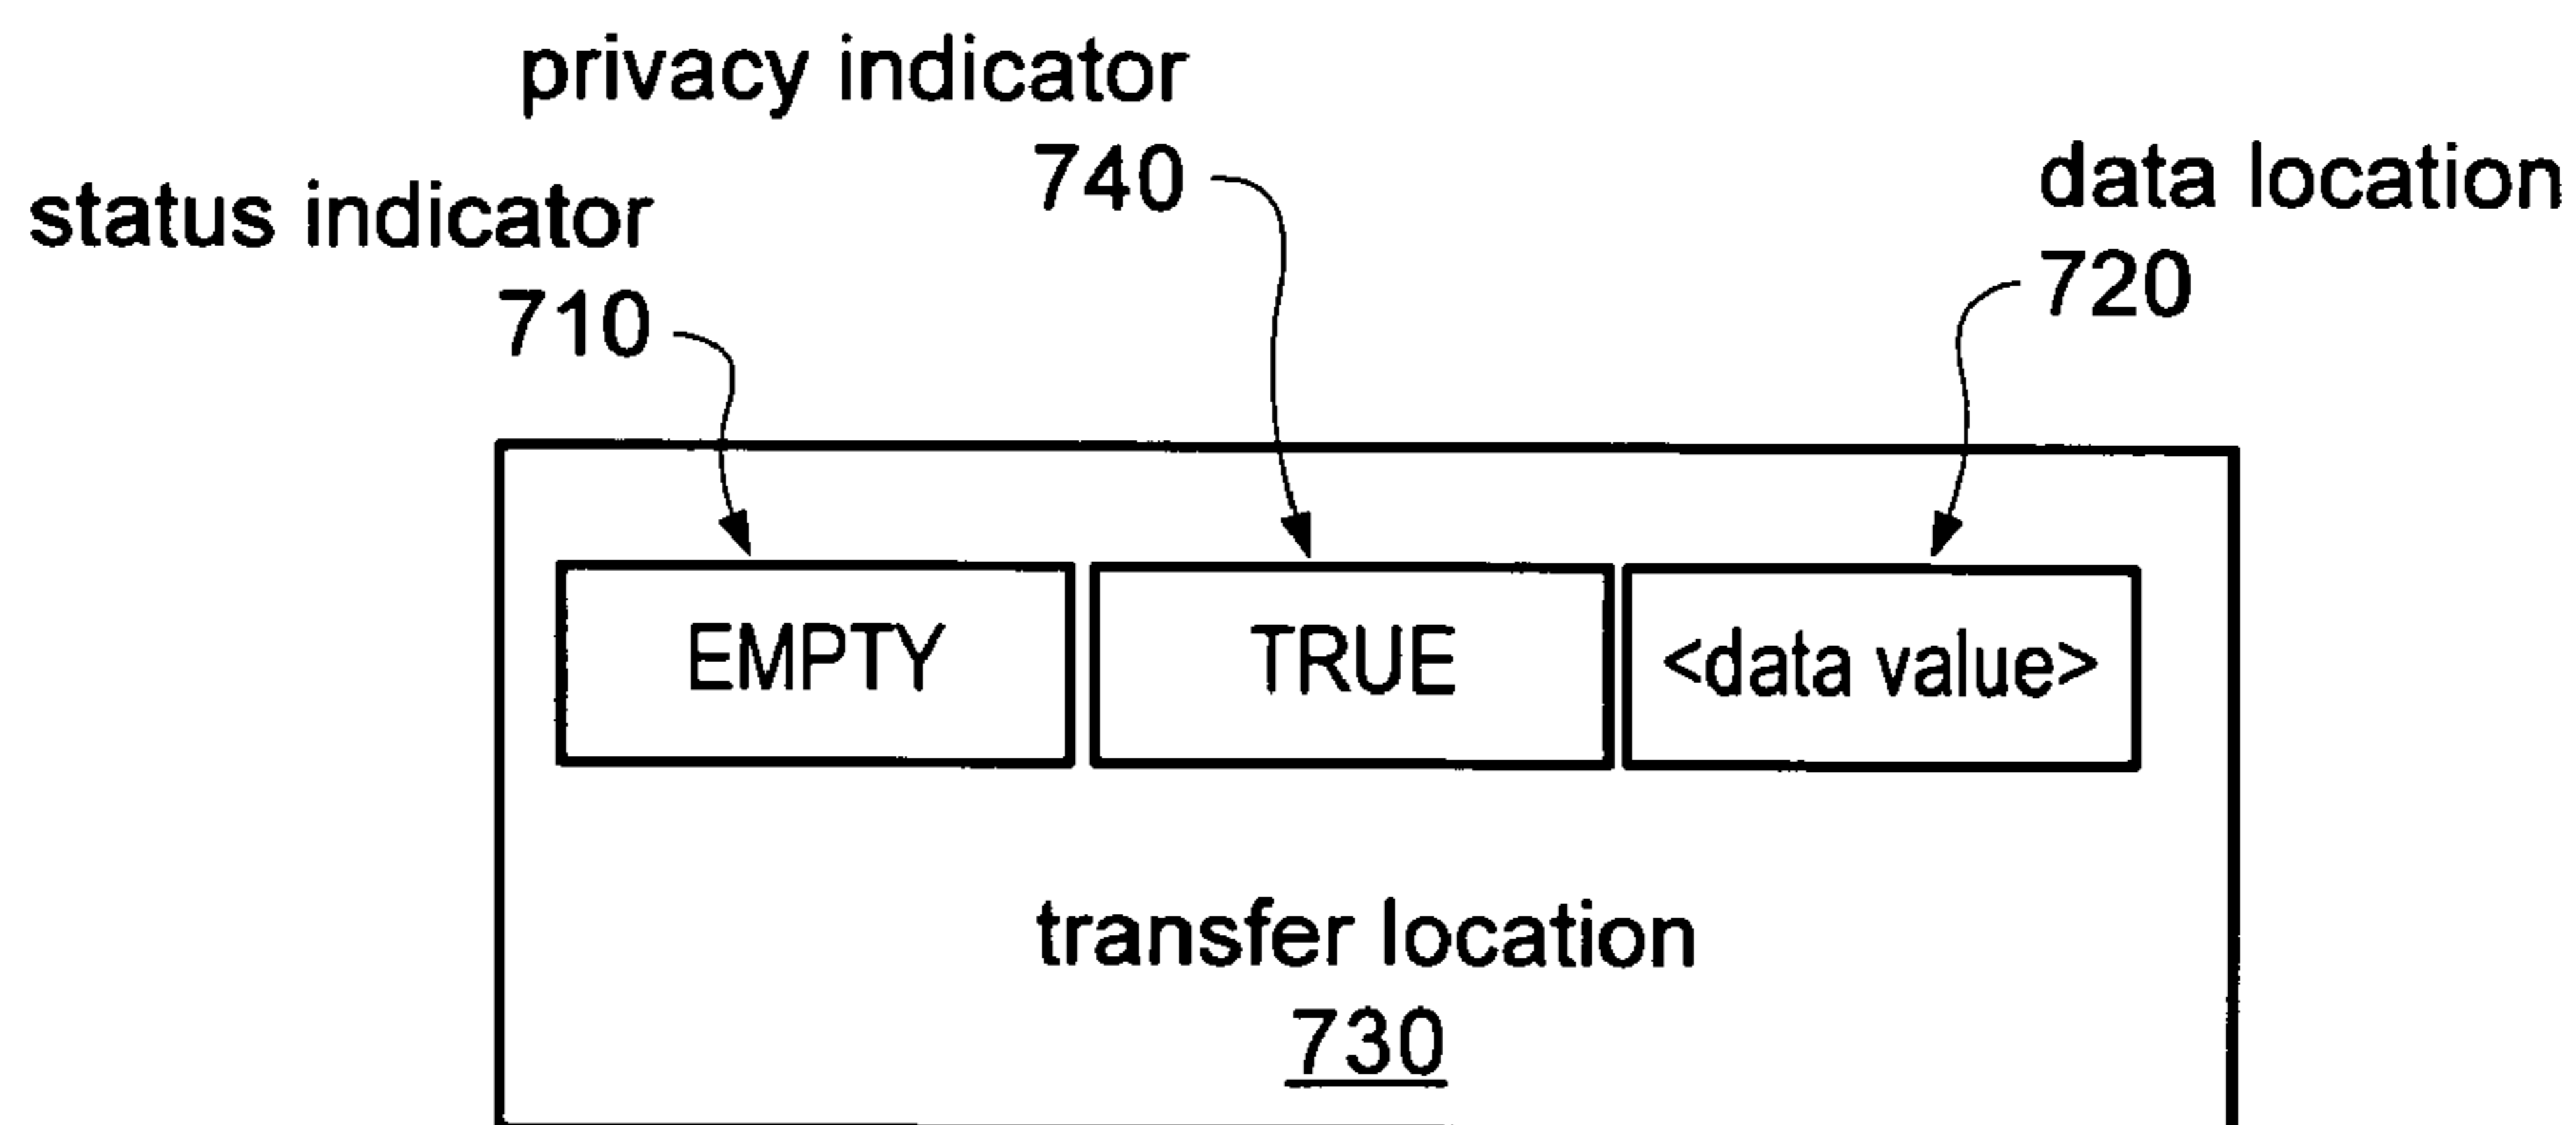 privacy indicator
740
status indicator
710
data location
720
EMPTY
TRUE
<data value>
transfer location
730